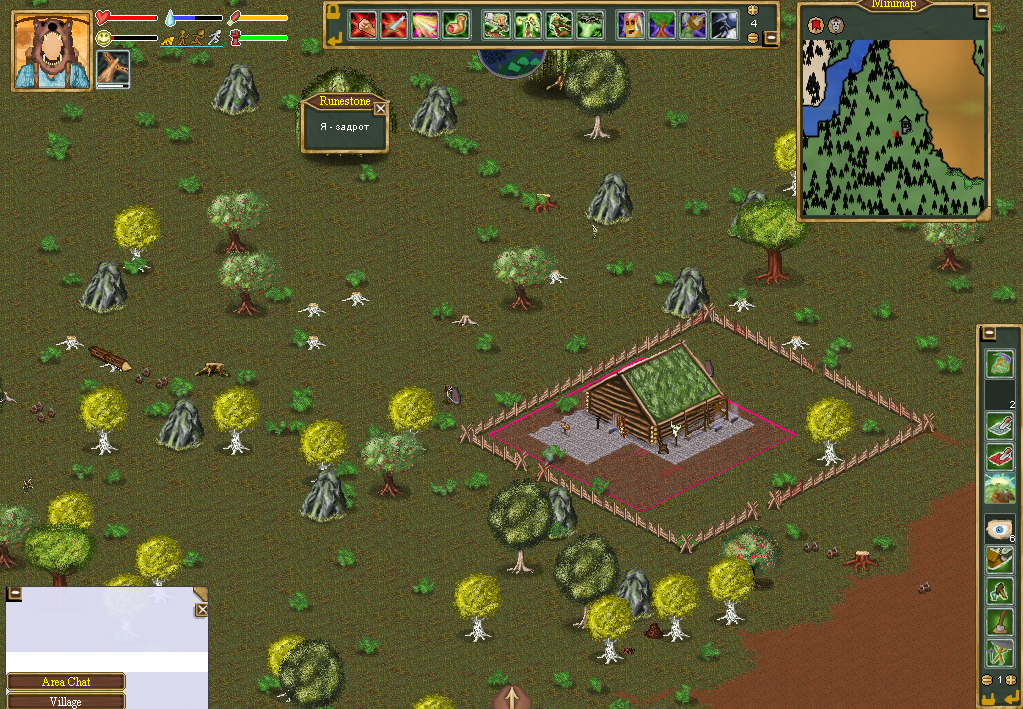 Minimap
4
Runestone
Я - задрот
2
6
1
Area Chat
Village